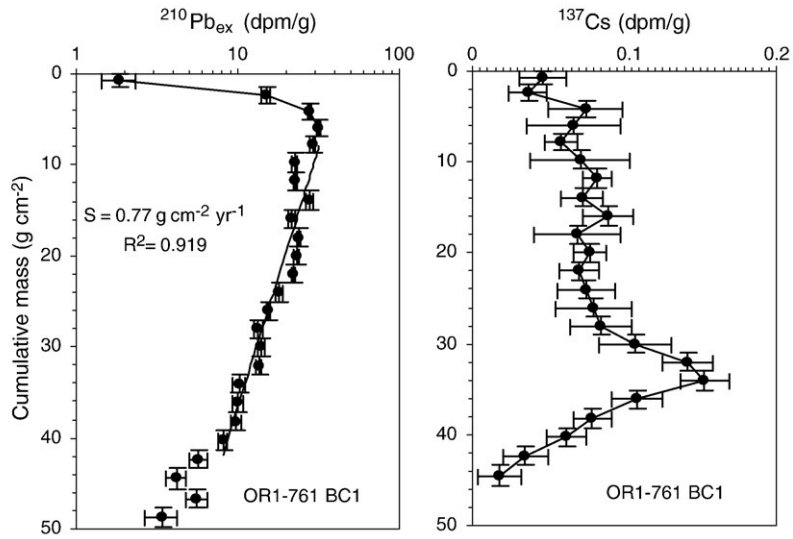 ²¹⁰Pbₑₓ (dpm/g)
1 10 100
0
10
20
30
40
50
Cumulative mass (g cm-2)
S = 0.77 g cm-2 yr-1
R²= 0.919
OR1-761 BC1
¹³⁷Cs (dpm/g)
0 0.1 0.2
0
10
20
30
40
50
OR1-761 BC1